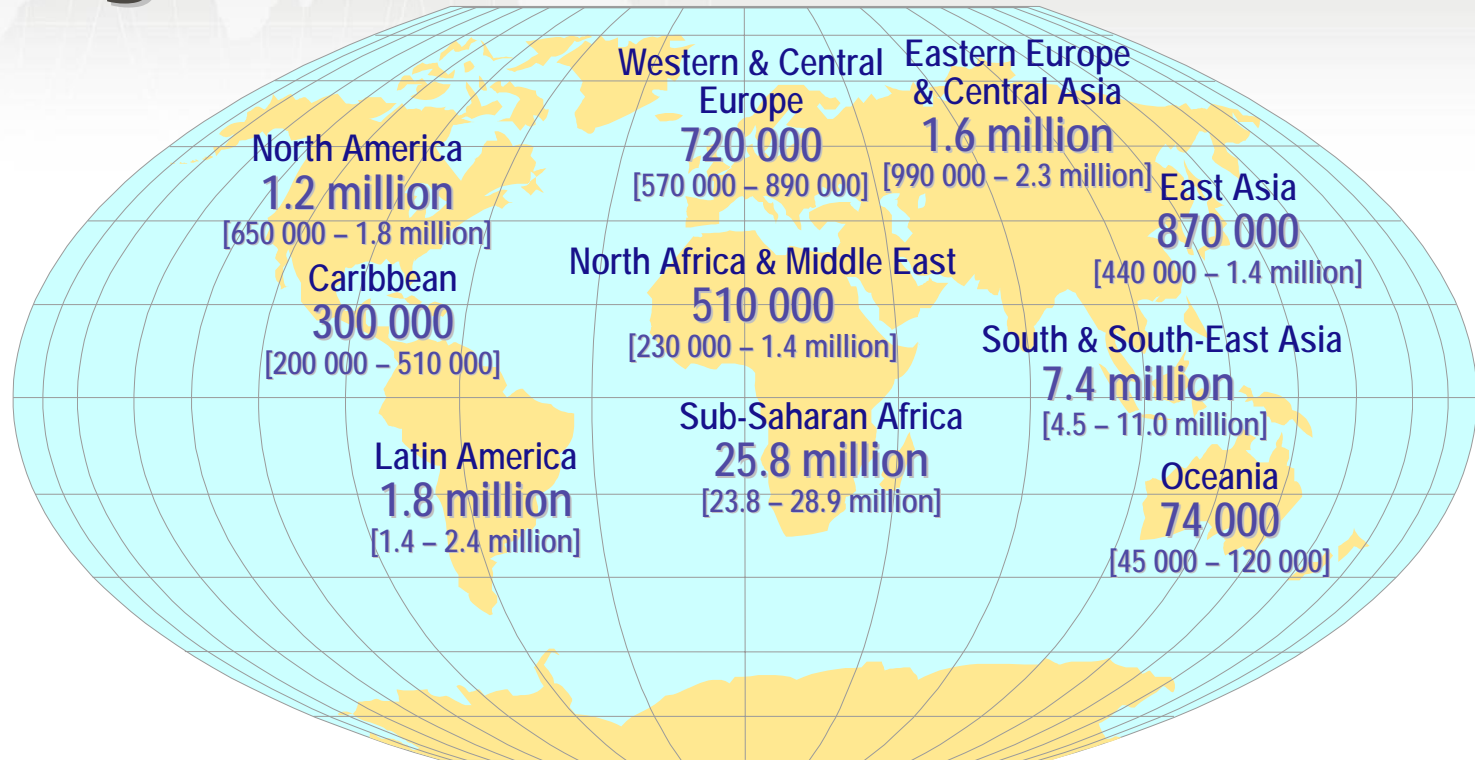 Western & Central
Europe
720 000
[570 000 – 890 000]
Eastern Europe
& Central Asia
1.6 million
[990 000 – 2.3 million]
North America
1.2 million
[650 000 – 1.8 million]
East Asia
870 000
[440 000 – 1.4 million]
Caribbean
300 000
[200 000 – 510 000]
North Africa & Middle East
510 000
[230 000 – 1.4 million]
South & South-East Asia
7.4 million
[4.5 – 11.0 million]
Sub-Saharan Africa
25.8 million
[23.8 – 28.9 million]
Latin America
1.8 million
[1.4 – 2.4 million]
Oceania
74 000
[45 000 – 120 000]